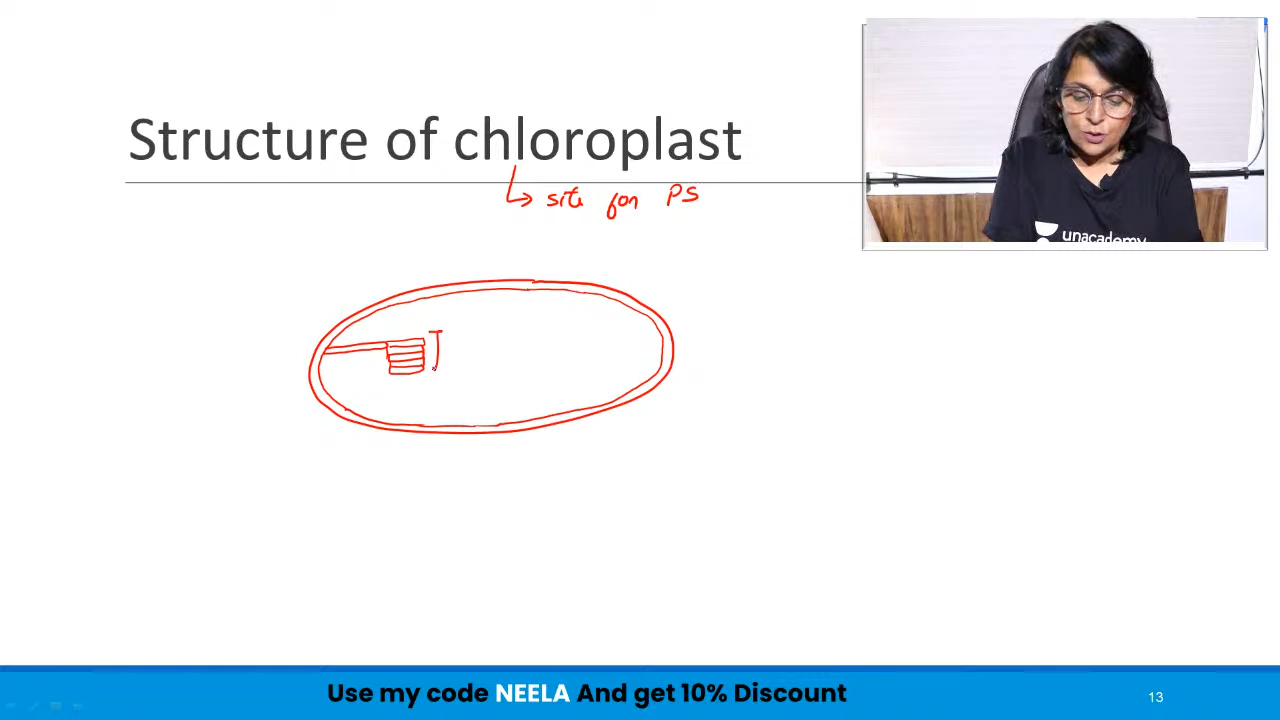 Structure of chloroplast
site for PS
unacademy
Use my code NEELA And get 10% Discount
13